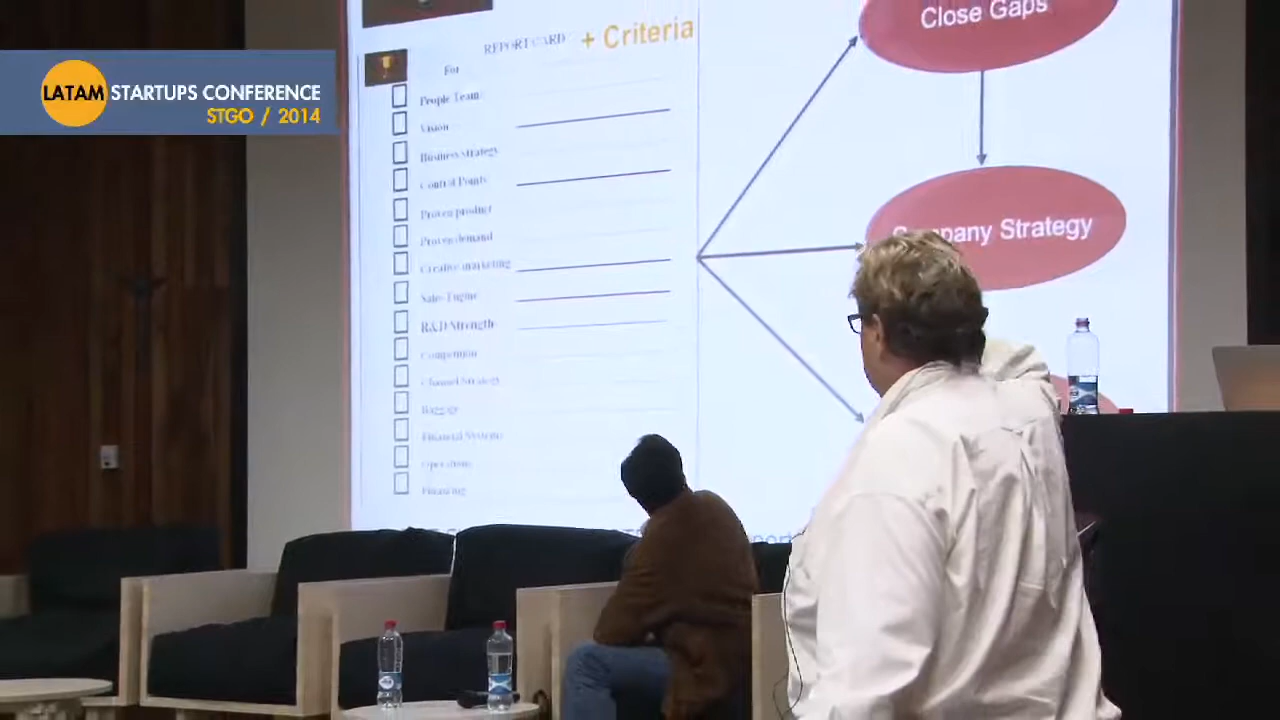 LATAM STARTUPS CONFERENCE
STGO / 2014
REPORT CARD + Criteria
For
People/Team
Vision
Business strategy
Control Points
Proven product
Proven demand
Creative marketing
Sales Engine
R&D Strength
Competition
Channel Strategy
Baggage
Financial Systems
Operations
Financing
Close Gaps
Strategy